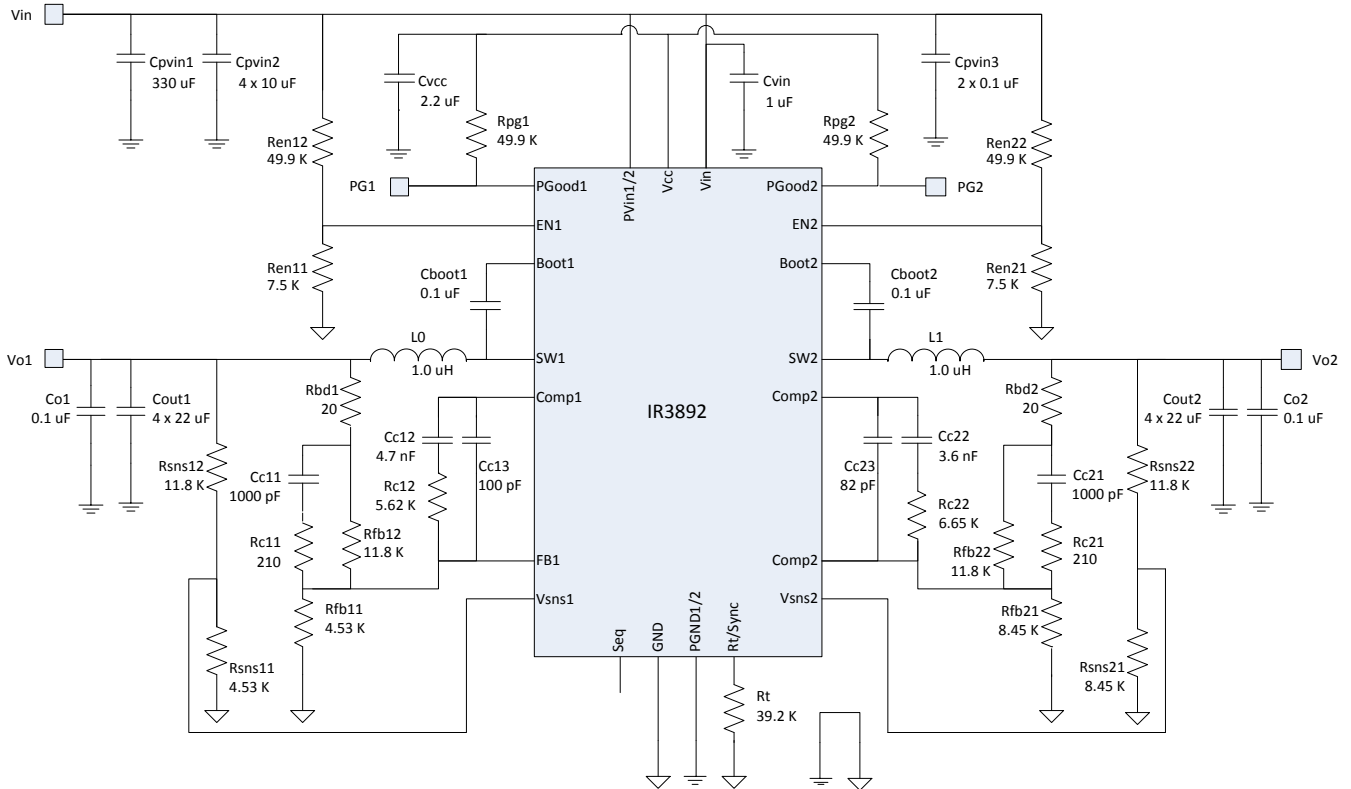 Vin
Cpvin1
330 uF
Cpvin2
4 x 10 uF
Cvcc
2.2 uF
Cvin
1 uF
Cpvin3
2 x 0.1 uF
Ren12
49.9 K
Rpg1
49.9 K
Rpg2
49.9 K
Ren22
49.9 K
PG1
PG2
PGood1
PVin1/2
Vcc
Vin
PGood2
EN1
EN2
Ren11
7.5 K
Ren21
7.5 K
Boot1
Boot2
Cboot1
0.1 uF
Cboot2
0.1 uF
Vo1
L0
1.0 uH
SW1
SW2
L1
1.0 uH
Vo2
Co1
0.1 uF
Cout1
4 x 22 uF
Rbd1
20
Comp1
IR3892
Comp2
Rbd2
20
Cout2
4 x 22 uF
Co2
0.1 uF
Rsns12
11.8 K
Cc11
1000 pF
Cc12
4.7 nF
Cc13
100 pF
Rc12
5.62 K
Rc11
210
Rfb12
11.8 K
Cc23
82 pF
Cc22
3.6 nF
Rc22
6.65 K
Rfb22
11.8 K
Cc21
1000 pF
Rc21
210
Rsns22
11.8 K
FB1
Comp2
Vsns1
Vsns2
Rfb11
4.53 K
Rfb21
8.45 K
Rsns11
4.53 K
Rsns21
8.45 K
Seq
GND
PGND1/2
Rt/Sync
Rt
39.2 K